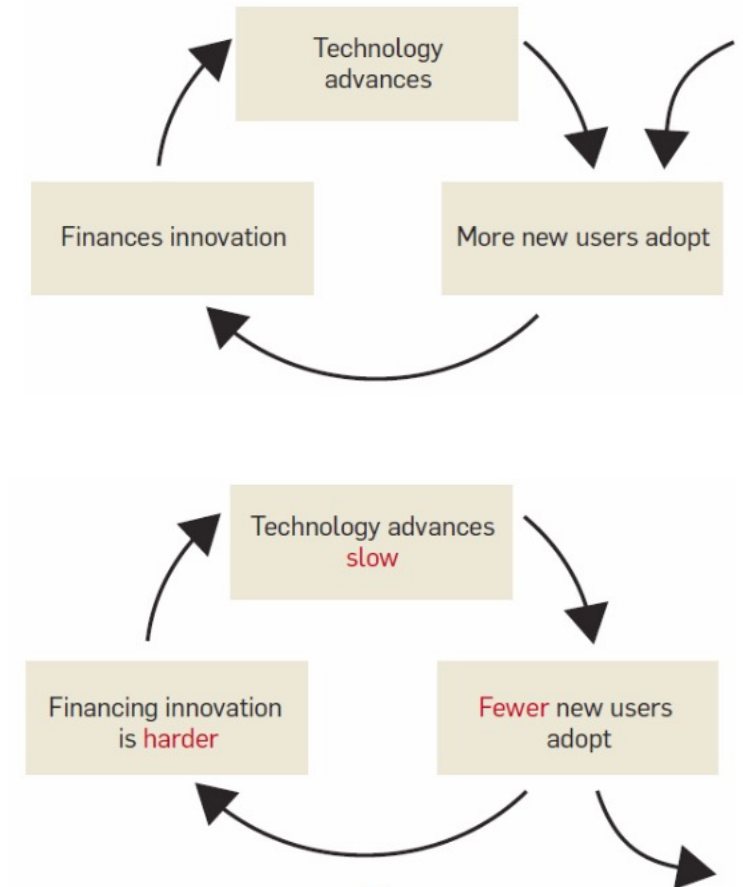 Technology
advances
Finances innovation
More new users adopt
Technology advances
slow
Financing innovation
is harder
Fewer new users
adopt